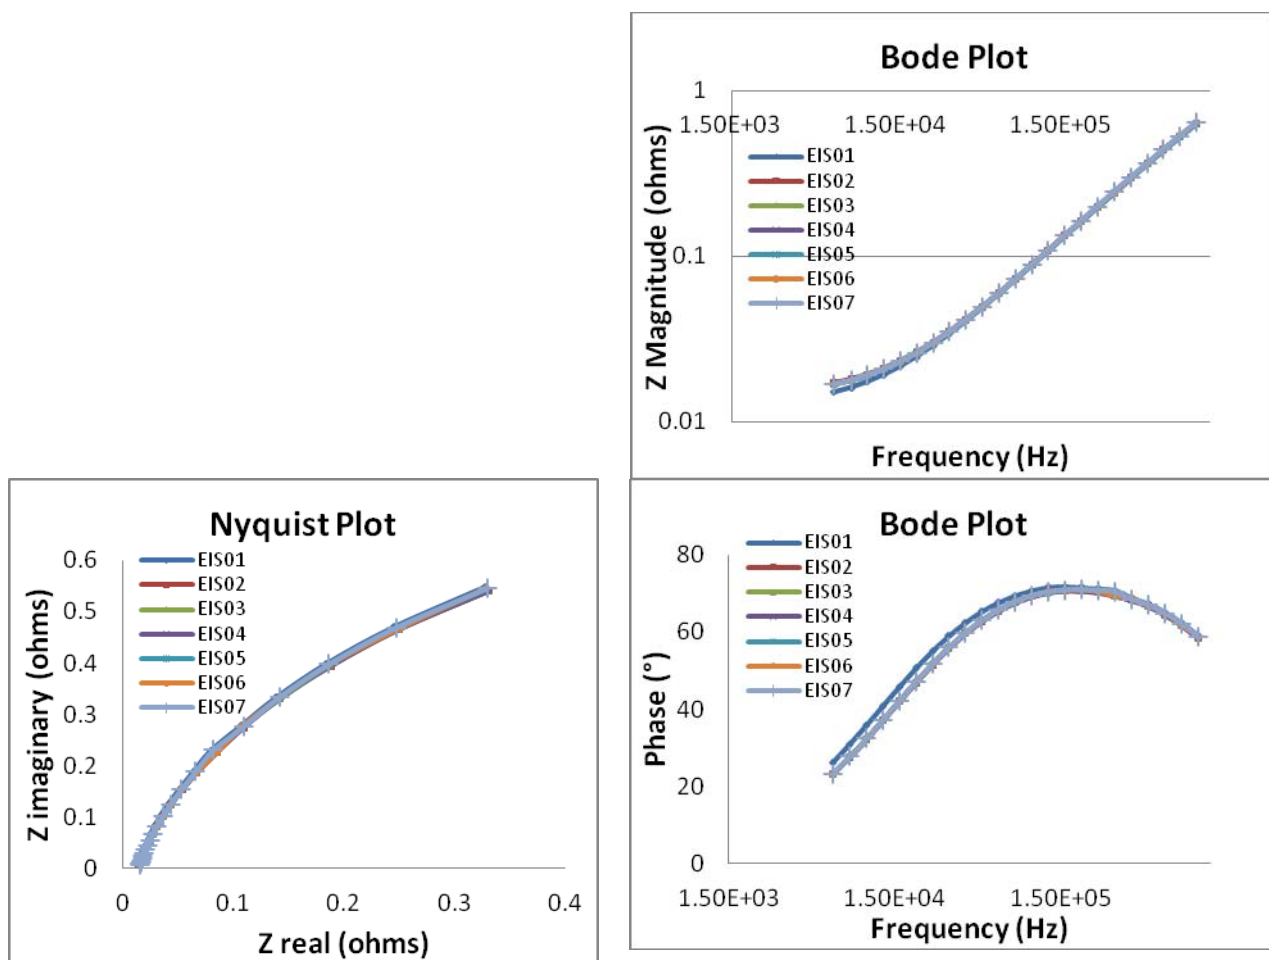 Bode Plot
Z Magnitude (ohms)
1
1.50E+03 1.50E+04 1.50E+05
EIS01
EIS02
EIS03
EIS04
EIS05
EIS06
EIS07
0.1
0.01
Frequency (Hz)
Nyquist Plot
Z imaginary (ohms)
0.6
0.5
0.4
0.3
0.2
0.1
0
EIS01
EIS02
EIS03
EIS04
EIS05
EIS06
EIS07
0 0.1 0.2 0.3 0.4
Z real (ohms)
Bode Plot
Phase (°)
80
60
40
20
0
EIS01
EIS02
EIS03
EIS04
EIS05
EIS06
EIS07
1.50E+03 1.50E+04 1.50E+05
Frequency (Hz)